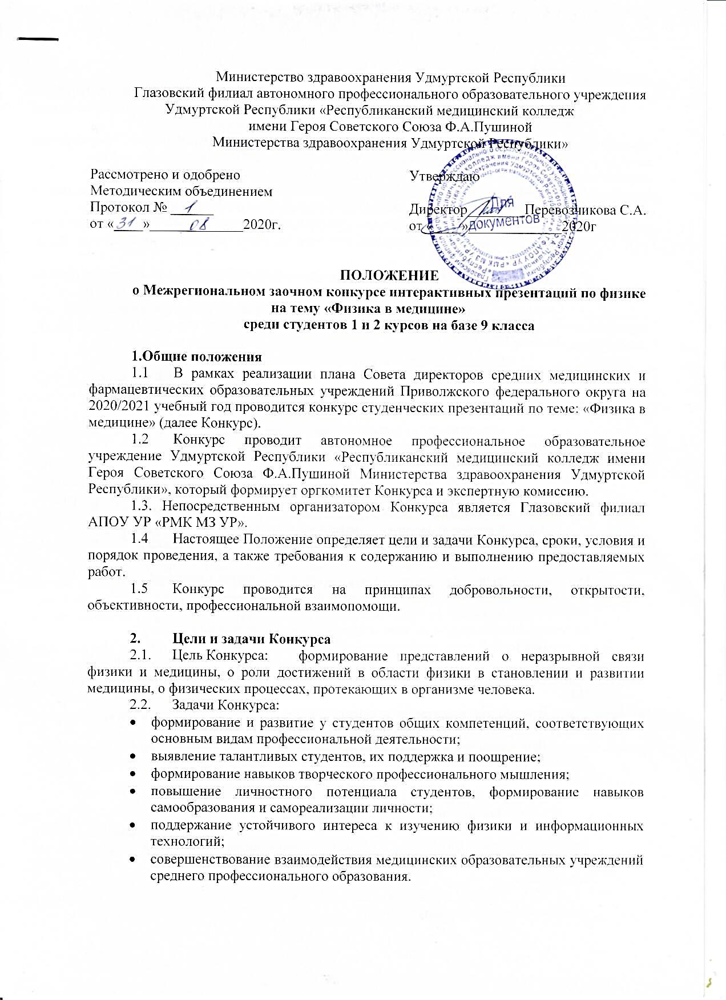 Министерство здравоохранения Удмуртской Республики
Глазовский филиал автономного профессионального образовательного учреждения
Удмуртской Республики «Республиканский медицинский колледж
имени Героя Советского Союза Ф.А.Пушиной
Министерства здравоохранения Удмуртской Республики»
Рассмотрено и одобрено
Методическим объединением
Протокол № 1
от «31» 08 2020г.
Утверждаю
Директор Перевозчикова С.А.
от «____»____________2020г
Для
документов
ПОЛОЖЕНИЕ
о Межрегиональном заочном конкурсе интерактивных презентаций по физике
на тему «Физика в медицине»
среди студентов 1 и 2 курсов на базе 9 класса
1.Общие положения
1.1 В рамках реализации плана Совета директоров средних медицинских и
фармацевтических образовательных учреждений Приволжского федерального округа на
2020/2021 учебный год проводится конкурс студенческих презентаций по теме: «Физика в
медицине» (далее Конкурс).
1.2 Конкурс проводит автономное профессиональное образовательное
учреждение Удмуртской Республики «Республиканский медицинский колледж имени
Героя Советского Союза Ф.А.Пушиной Министерства здравоохранения Удмуртской
Республики», который формирует оргкомитет Конкурса и экспертную комиссию.
1.3. Непосредственным организатором Конкурса является Глазовский филиал
АПОУ УР «РМК МЗ УР».
1.4 Настоящее Положение определяет цели и задачи Конкурса, сроки, условия и
порядок проведения, а также требования к содержанию и выполнению предоставляемых
работ.
1.5 Конкурс проводится на принципах добровольности, открытости,
объективности, профессиональной взаимопомощи.
2. Цели и задачи Конкурса
2.1. Цель Конкурса: формирование представлений о неразрывной связи
физики и медицины, о роли достижений в области физики в становлении и развитии
медицины, о физических процессах, протекающих в организме человека.
2.2. Задачи Конкурса:
• формирование и развитие у студентов общих компетенций, соответствующих
основным видам профессиональной деятельности;
• выявление талантливых студентов, их поддержка и поощрение;
• формирование навыков творческого профессионального мышления;
• повышение личностного потенциала студентов, формирование навыков
самообразования и самореализации личности;
• поддержание устойчивого интереса к изучению физики и информационных
технологий;
• совершенствование взаимодействия медицинских образовательных учреждений
среднего профессионального образования.